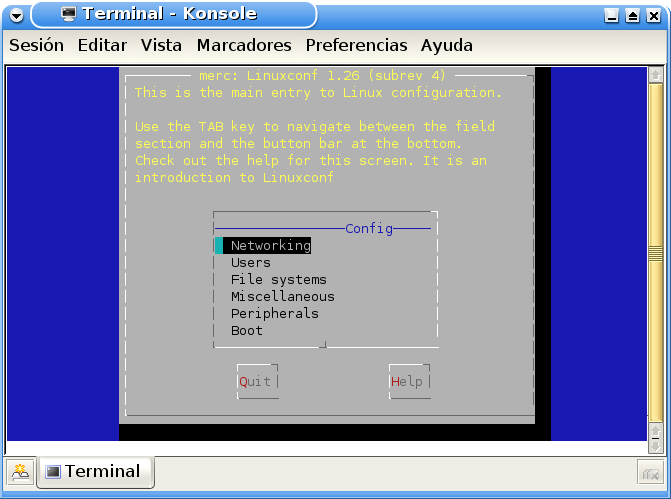 Terminal - Konsole
Sesión Editar Vista Marcadores Preferencias Ayuda
merc: Linuxconf 1.26 (subrev 4)
This is the main entry to Linux configuration.
Use the TAB key to navigate between the field
section and the button bar at the bottom.
Check out the help for this screen. It is an
introduction to Linuxconf
Config
Networking
Users
File systems
Miscellaneous
Peripherals
Boot
Quit Help
Terminal